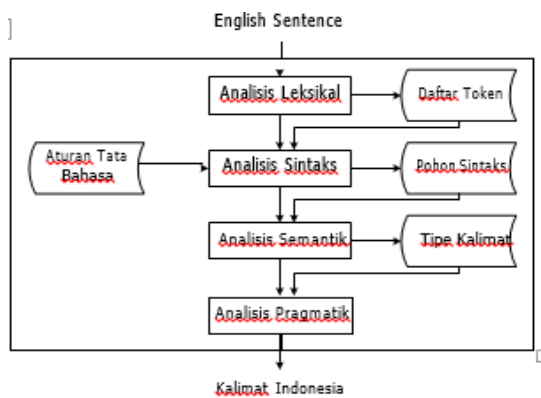 English Sentence
Analisis Leksikal
Daftar Token
Aturan Tata
Bahasa
Analisis Sintaks
Pohon Sintaks
Analisis Semantik
Tipe Kalimat
Analisis Pragmatik
Kalimat Indonesia